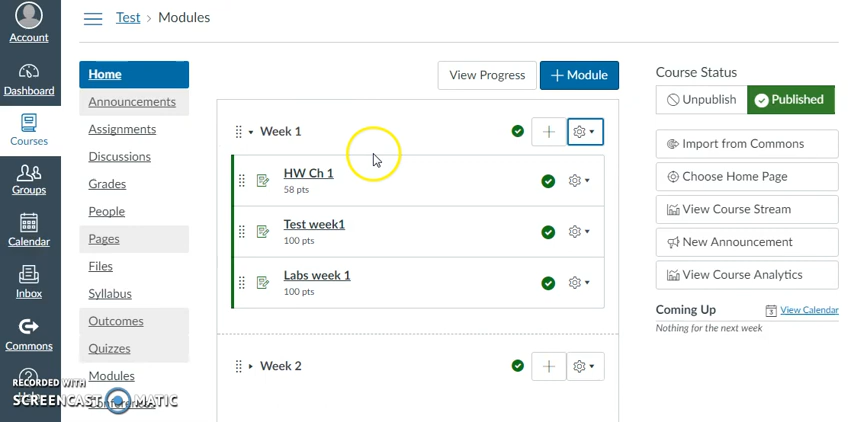 Account
Dashboard
Courses
Groups
Calendar
Inbox
Commons
Help
Test > Modules
Home
Announcements
Assignments
Discussions
Grades
People
Pages
Files
Syllabus
Outcomes
Quizzes
Modules
Conferences
View Progress
+ Module
Week 1
HW Ch 1
58 pts
Test week1
100 pts
Labs week 1
100 pts
Week 2
Course Status
Unpublish
Published
Import from Commons
Choose Home Page
View Course Stream
New Announcement
View Course Analytics
Coming Up
3 View Calendar
Nothing for the next week
RECORDED WITH
SCREENCAST MATIC